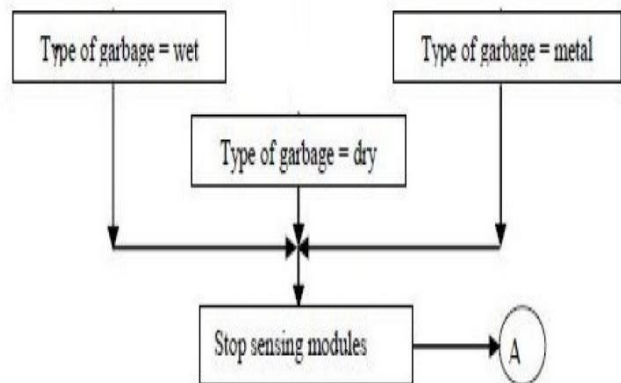 Type of garbage = wet
Type of garbage = metal
Type of garbage = dry
Stop sensing modules
A